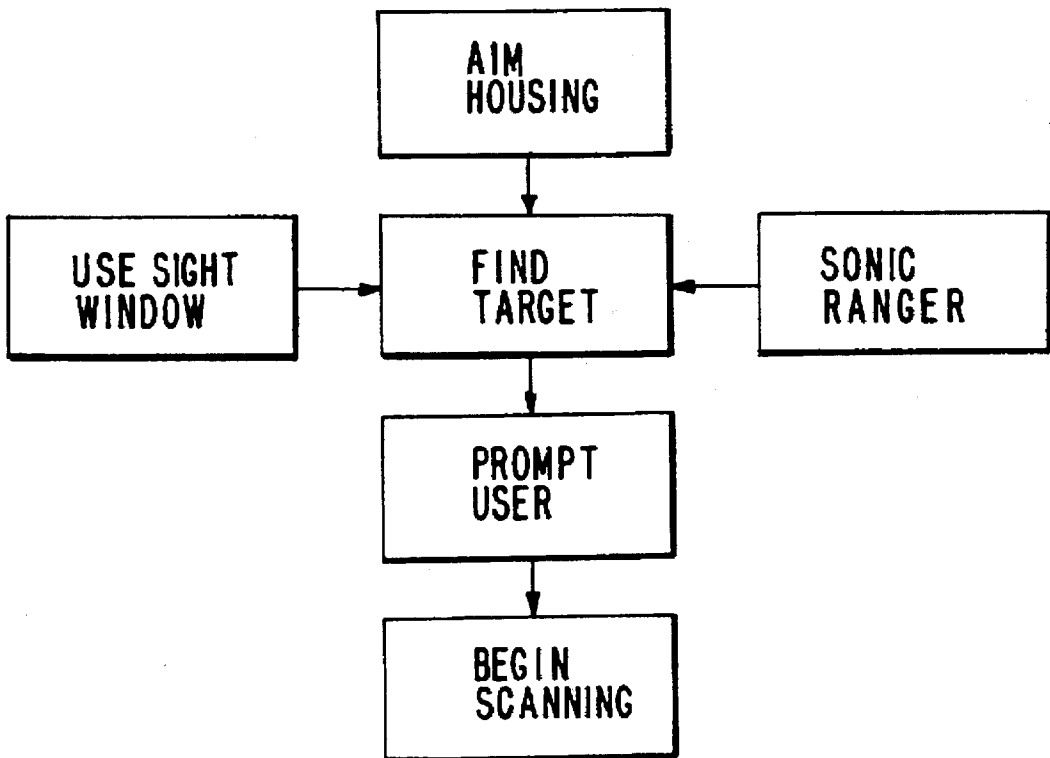 AIM
HOUSING
USE SIGHT
WINDOW
FIND
TARGET
SONIC
RANGER
PROMPT
USER
BEGIN
SCANNING